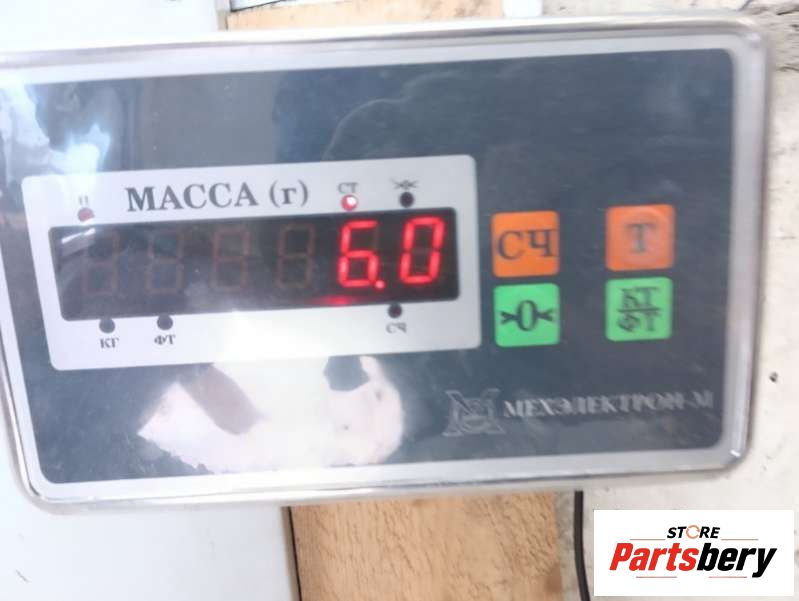 П
МАССА (г)
СТ
>Ж<
6.0
КГ
ФТ
СЧ
СЧ
Т
>0<
КГ
ФТ
МЕХЭЛЕКТРОН-М
STORE
Partsbery